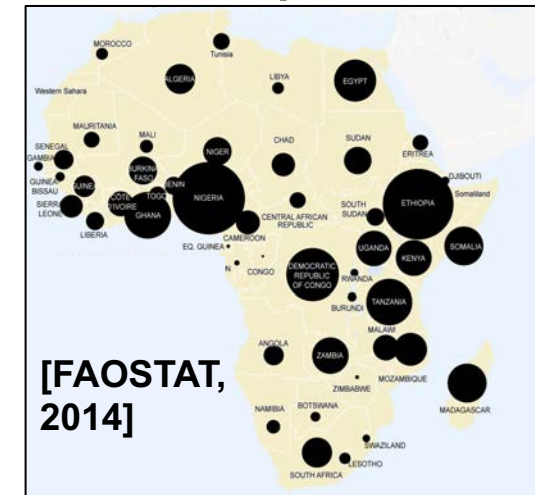 MOROCCO
Tunisia
ALGERIA
LIBYA
EGYPT
Western Sahara
MAURITANIA
MALI
NIGER
CHAD
SUDAN
ERITREA
SENEGAL
GAMBIA
GUINEA
BISSAU
GUINEA
BURKINA
FASO
BENIN
NIGERIA
DJIBOUTI
Somaliland
SIERRA
LEONE
CÔTE
D'IVOIRE
TOGO
GHANA
SOUTH
SUDAN
ETHIOPIA
LIBERIA
CENTRAL AFRICAN
REPUBLIC
CAMEROON
EQ. GUINEA
UGANDA
KENYA
SOMALIA
N
CONGO
DEMOCRATIC
REPUBLIC
OF CONGO
RWANDA
BURUNDI
TANZANIA
MALAWI
ANGOLA
ZAMBIA
MOZAMBIQUE
ZIMBABWE
[FAOSTAT,
2014]
MADAGASCAR
NAMIBIA
BOTSWANA
SWAZILAND
LESOTHO
SOUTH AFRICA